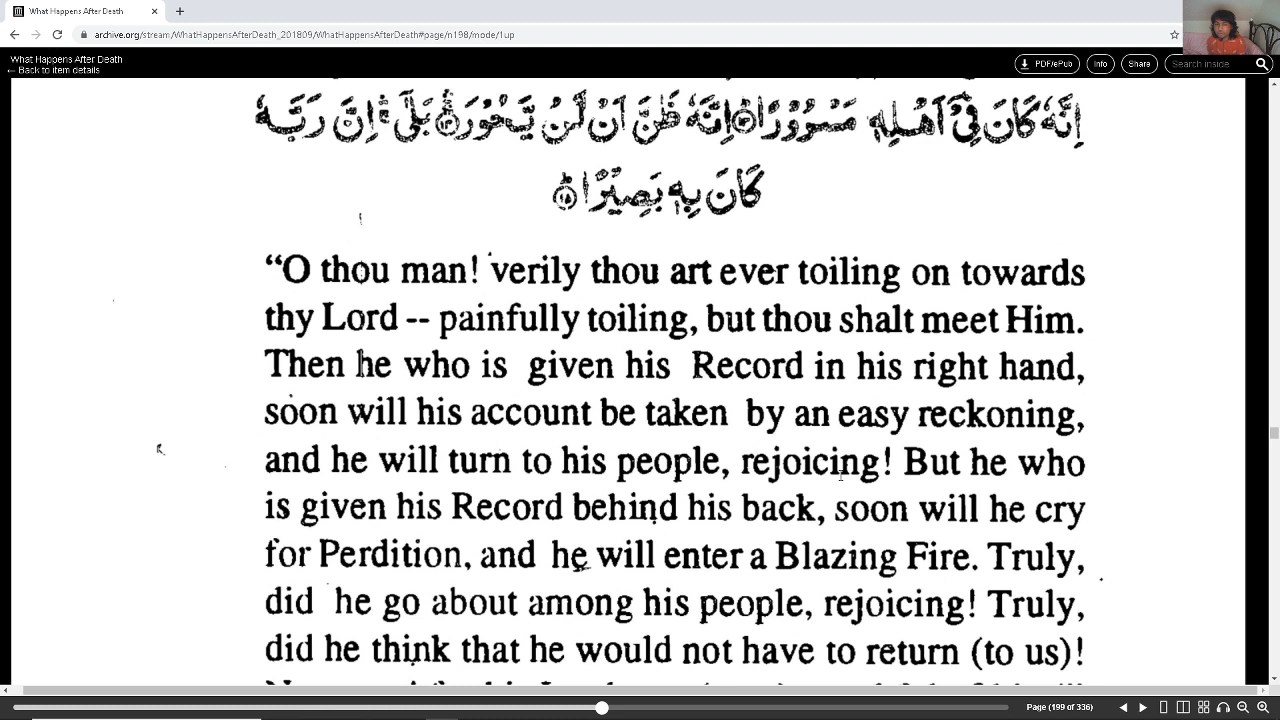 What Happens After Death
archive.org/stream/WhatHappensAfterDeath_201809/WhatHappensAfterDeath#page/n198/mode/1up
What Happens After Death
← Back to item details
PDF/ePub
Info
Share
Search inside
اِنَّهٗ كَانَ فِيْٓ اَهْلِهٖ مَسْرُوْرًا ۝۱۳ اِنَّهٗ ظَنَّ اَنْ لَّنْ يَّحُوْرَ ۝۱۴ بَلٰٓى ۛ اِنَّ رَبَّهٗ
كَانَ بِهٖ بَصِيْرًا ۝۱۵
“O thou man! verily thou art ever toiling on towards
thy Lord -- painfully toiling, but thou shalt meet Him.
Then he who is given his Record in his right hand,
soon will his account be taken by an easy reckoning,
and he will turn to his people, rejoicing! But he who
is given his Record behind his back, soon will he cry
for Perdition, and he will enter a Blazing Fire. Truly,
did he go about among his people, rejoicing! Truly,
did he think that he would not have to return (to us)!
Page (199 of 336)